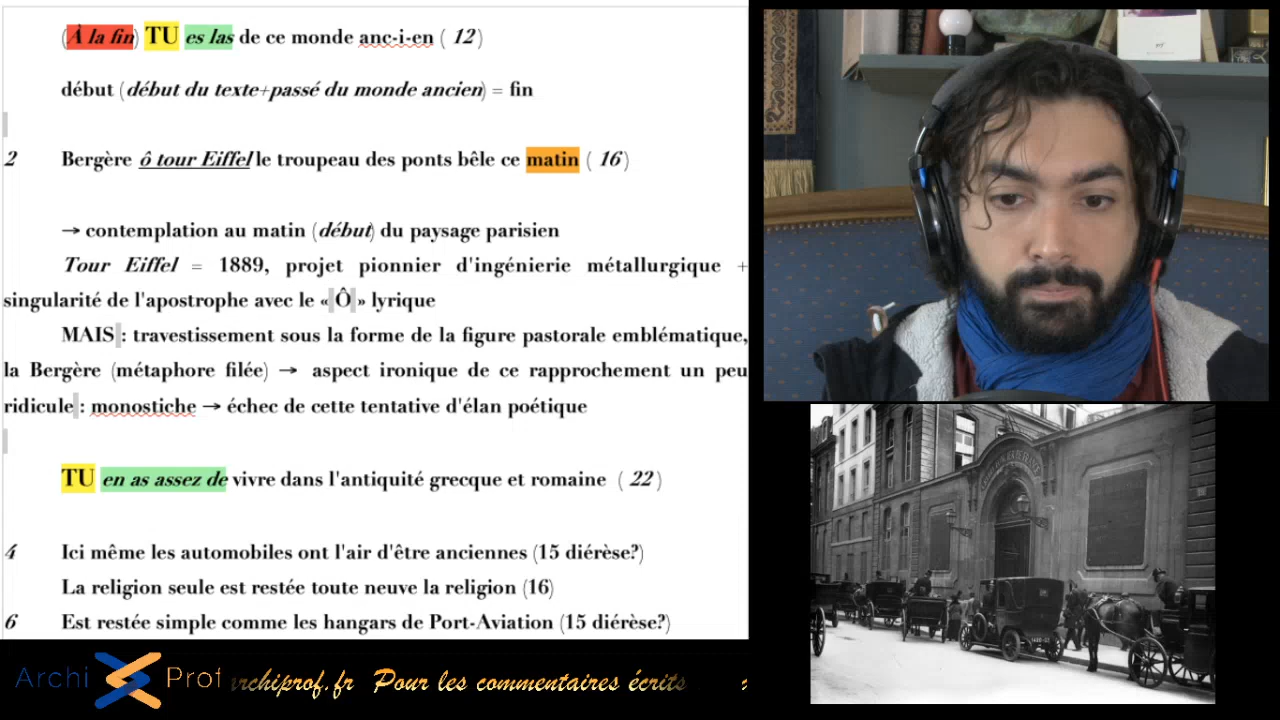 (À la fin) TU es las de ce monde anc-i-en ( 12 )
début (début du texte+passé du monde ancien) = fin
2 Bergère ô tour Eiffel le troupeau des ponts bêle ce matin ( 16 )
→ contemplation au matin (début) du paysage parisien
Tour Eiffel = 1889, projet pionnier d'ingénierie métallurgique +
singularité de l'apostrophe avec le « Ô » lyrique
MAIS : travestissement sous la forme de la figure pastorale emblématique,
la Bergère (métaphore filée) → aspect ironique de ce rapprochement un peu
ridicule : monostiche → échec de cette tentative d'élan poétique
TU en as assez de vivre dans l'antiquité grecque et romaine ( 22 )
4 Ici même les automobiles ont l'air d'être anciennes (15 diérèse?)
La religion seule est restée toute neuve la religion (16)
6 Est restée simple comme les hangars de Port-Aviation (15 diérèse?)
Archi Prof
archiprof.fr Pour les commentaires écrits